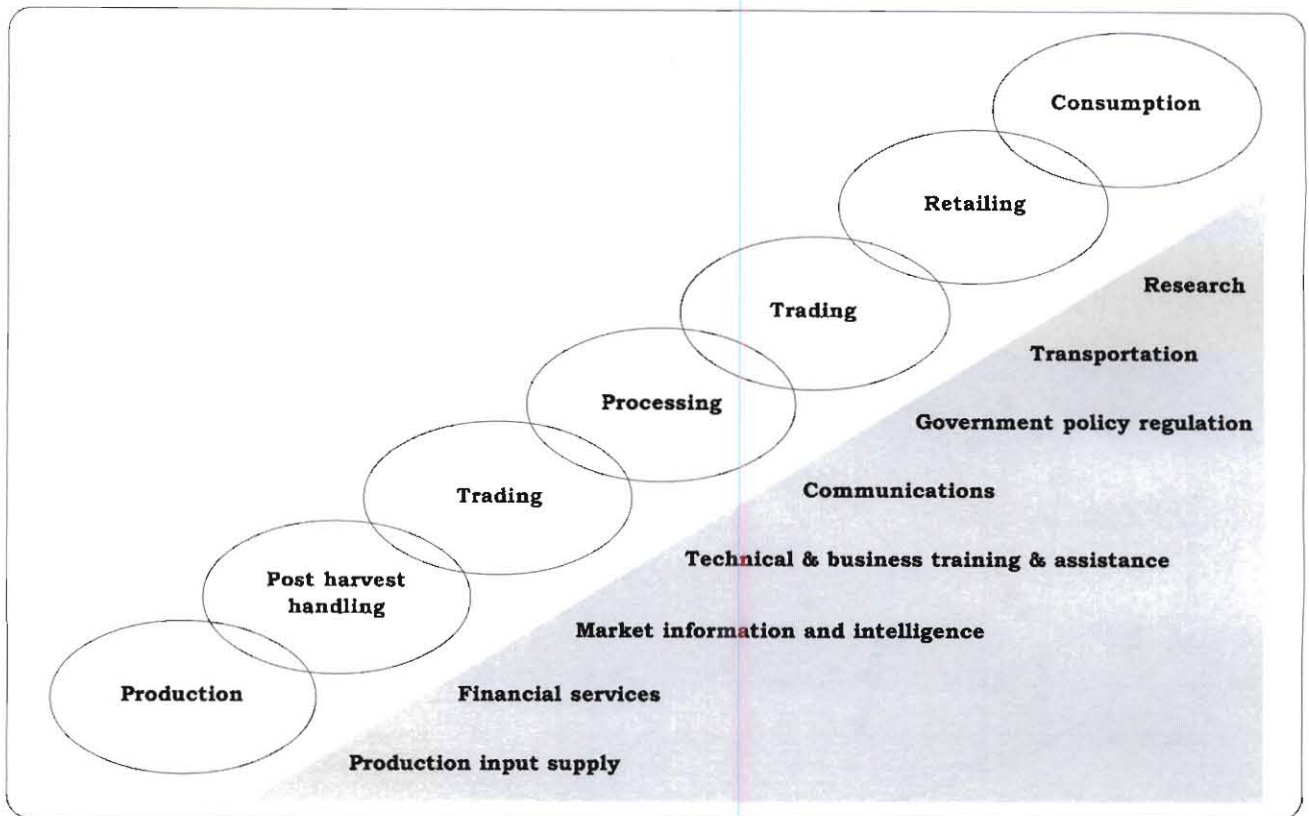 Consumption
Retailing
Trading
Processing
Trading
Post harvest
handling
Production
Research
Transportation
Government policy regulation
Communications
Technical & business training & assistance
Market information and intelligence
Financial services
Production input supply